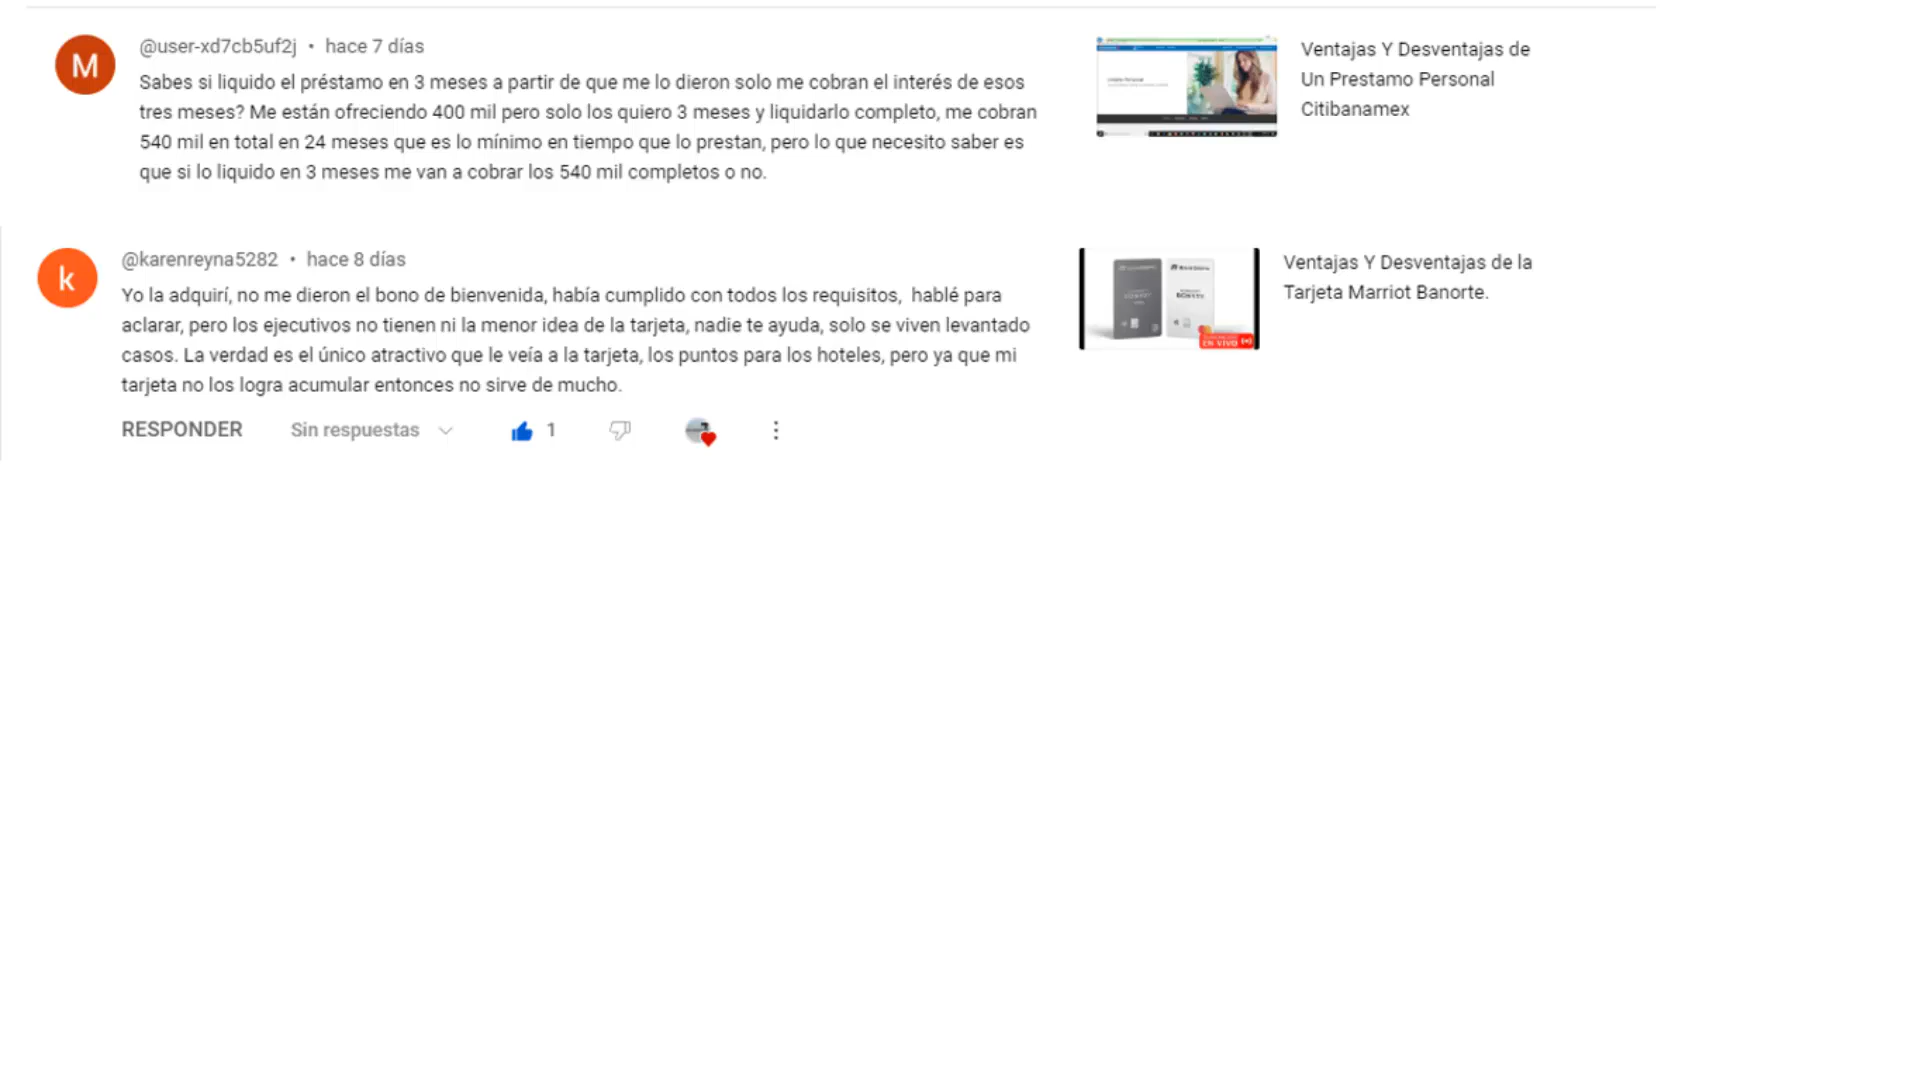 M
@user-xd7cb5uf2j • hace 7 días
Sabes si liquido el préstamo en 3 meses a partir de que me lo dieron solo me cobran el interés de esos
tres meses? Me están ofreciendo 400 mil pero solo los quiero 3 meses y liquidarlo completo, me cobran
540 mil en total en 24 meses que es lo mínimo en tiempo que lo prestan, pero lo que necesito saber es
que si lo liquido en 3 meses me van a cobrar los 540 mil completos o no.
Ventajas Y Desventajas de
Un Prestamo Personal
Citibanamex
k
@karenreyna5282 • hace 8 días
Yo la adquirí, no me dieron el bono de bienvenida, había cumplido con todos los requisitos, hablé para
aclarar, pero los ejecutivos no tienen ni la menor idea de la tarjeta, nadie te ayuda, solo se viven levantado
casos. La verdad es el único atractivo que le veía a la tarjeta, los puntos para los hoteles, pero ya que mi
tarjeta no los logra acumular entonces no sirve de mucho.
RESPONDER Sin respuestas 1
EN VIVO
Ventajas Y Desventajas de la
Tarjeta Marriot Banorte.